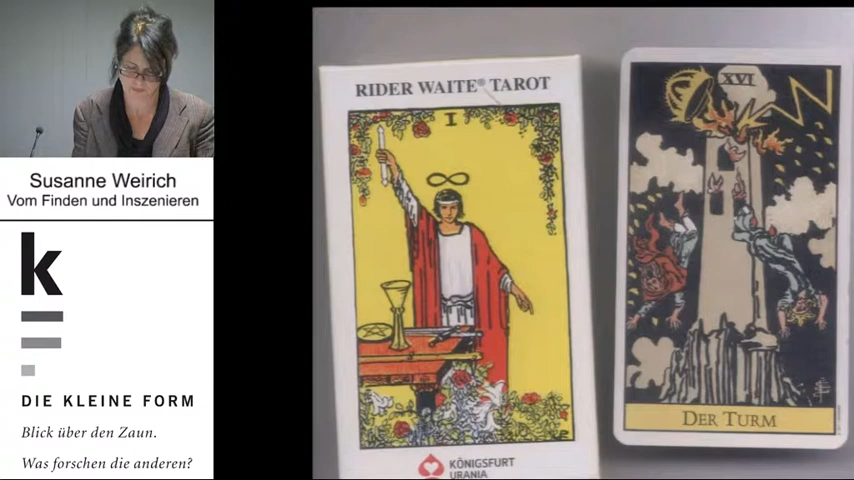 Susanne Weirich
Vom Finden und Inszenieren
k
DIE KLEINE FORM
Blick über den Zaun.
Was forschen die anderen?
RIDER WAITE® TAROT
I
KÖNIGSFURT
URANIA
XVI
DER TURM